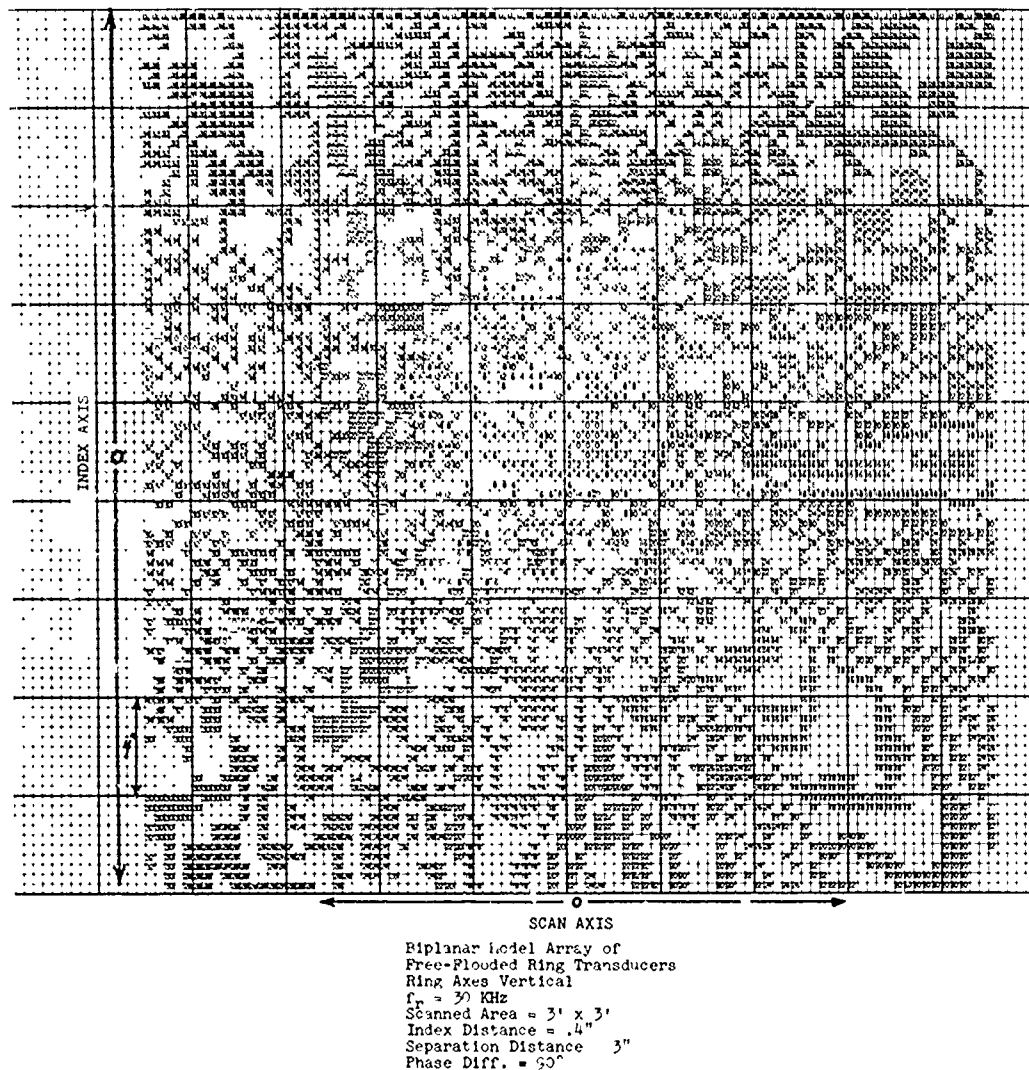 INDEX AXIS
SCAN AXIS
Biplanar Model Array of
Free-Flooded Ring Transducers
Ring Axes Vertical
f_r = 30 KHz
Scanned Area = 3' x 3'
Index Distance = .4"
Separation Distance 3"
Phase Diff. = 90°